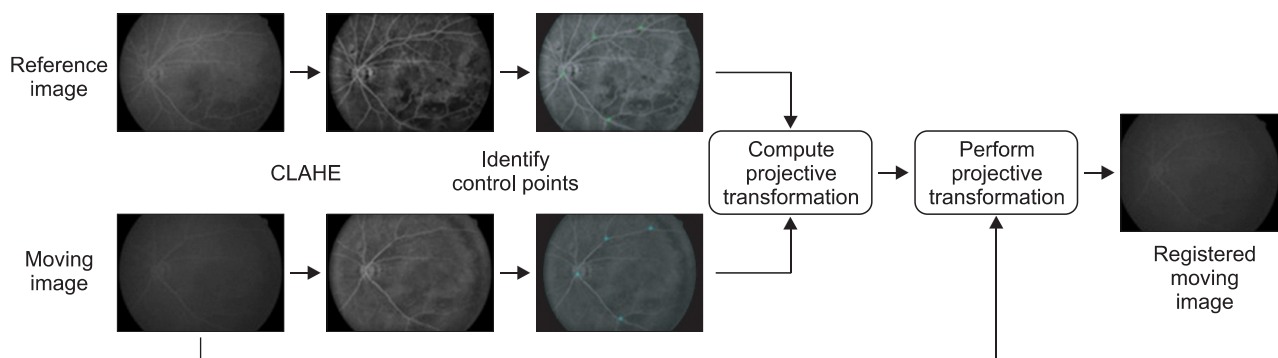 Reference
image
CLAHE
Identify
control points
Compute
projective
transformation
Perform
projective
transformation
Moving
image
Registered
moving
image